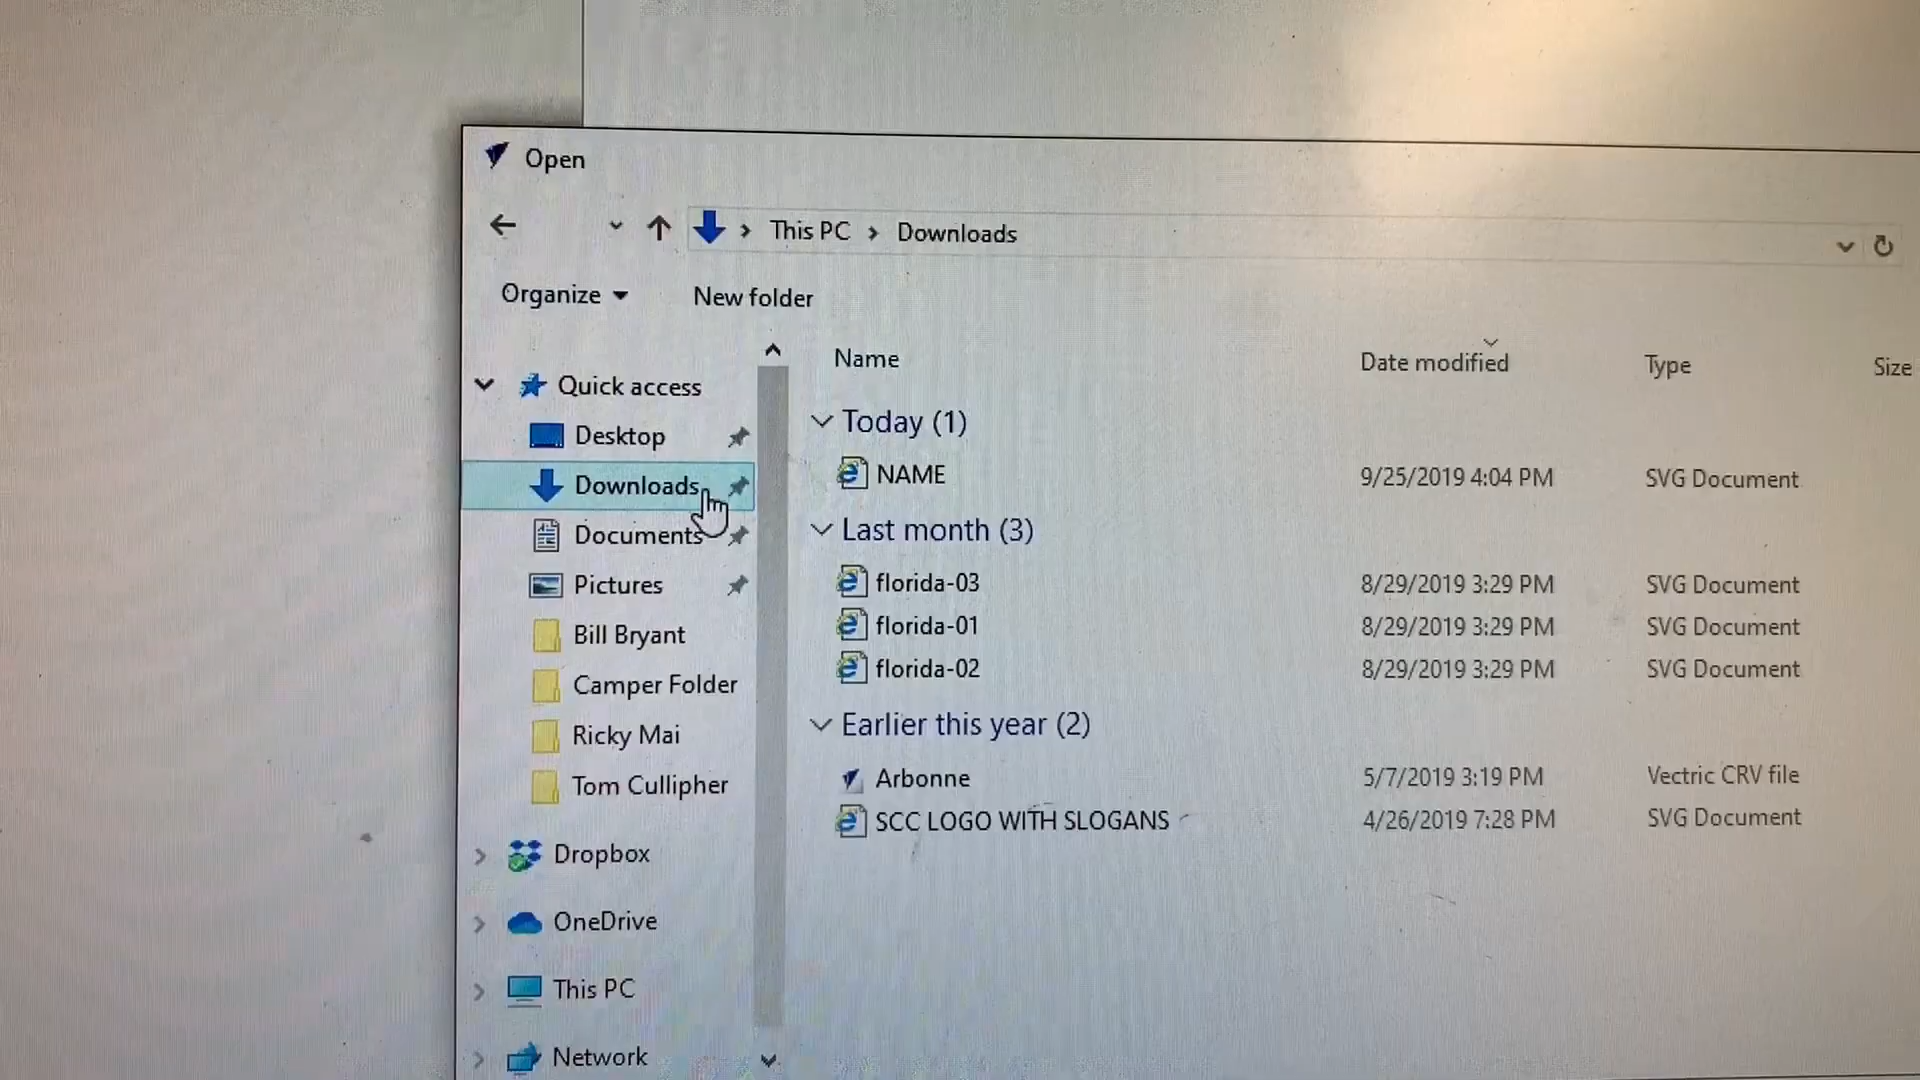 Open
This PC > Downloads
Organize New folder
Name Date modified Type Size
Quick access
Desktop
Downloads
Documents
Pictures
Bill Bryant
Camper Folder
Ricky Mai
Tom Cullipher
Dropbox
OneDrive
This PC
Network
Today (1)
NAME 9/25/2019 4:04 PM SVG Document
Last month (3)
florida-03 8/29/2019 3:29 PM SVG Document
florida-01 8/29/2019 3:29 PM SVG Document
florida-02 8/29/2019 3:29 PM SVG Document
Earlier this year (2)
Arbonne 5/7/2019 3:19 PM Vectric CRV file
SCC LOGO WITH SLOGANS 4/26/2019 7:28 PM SVG Document